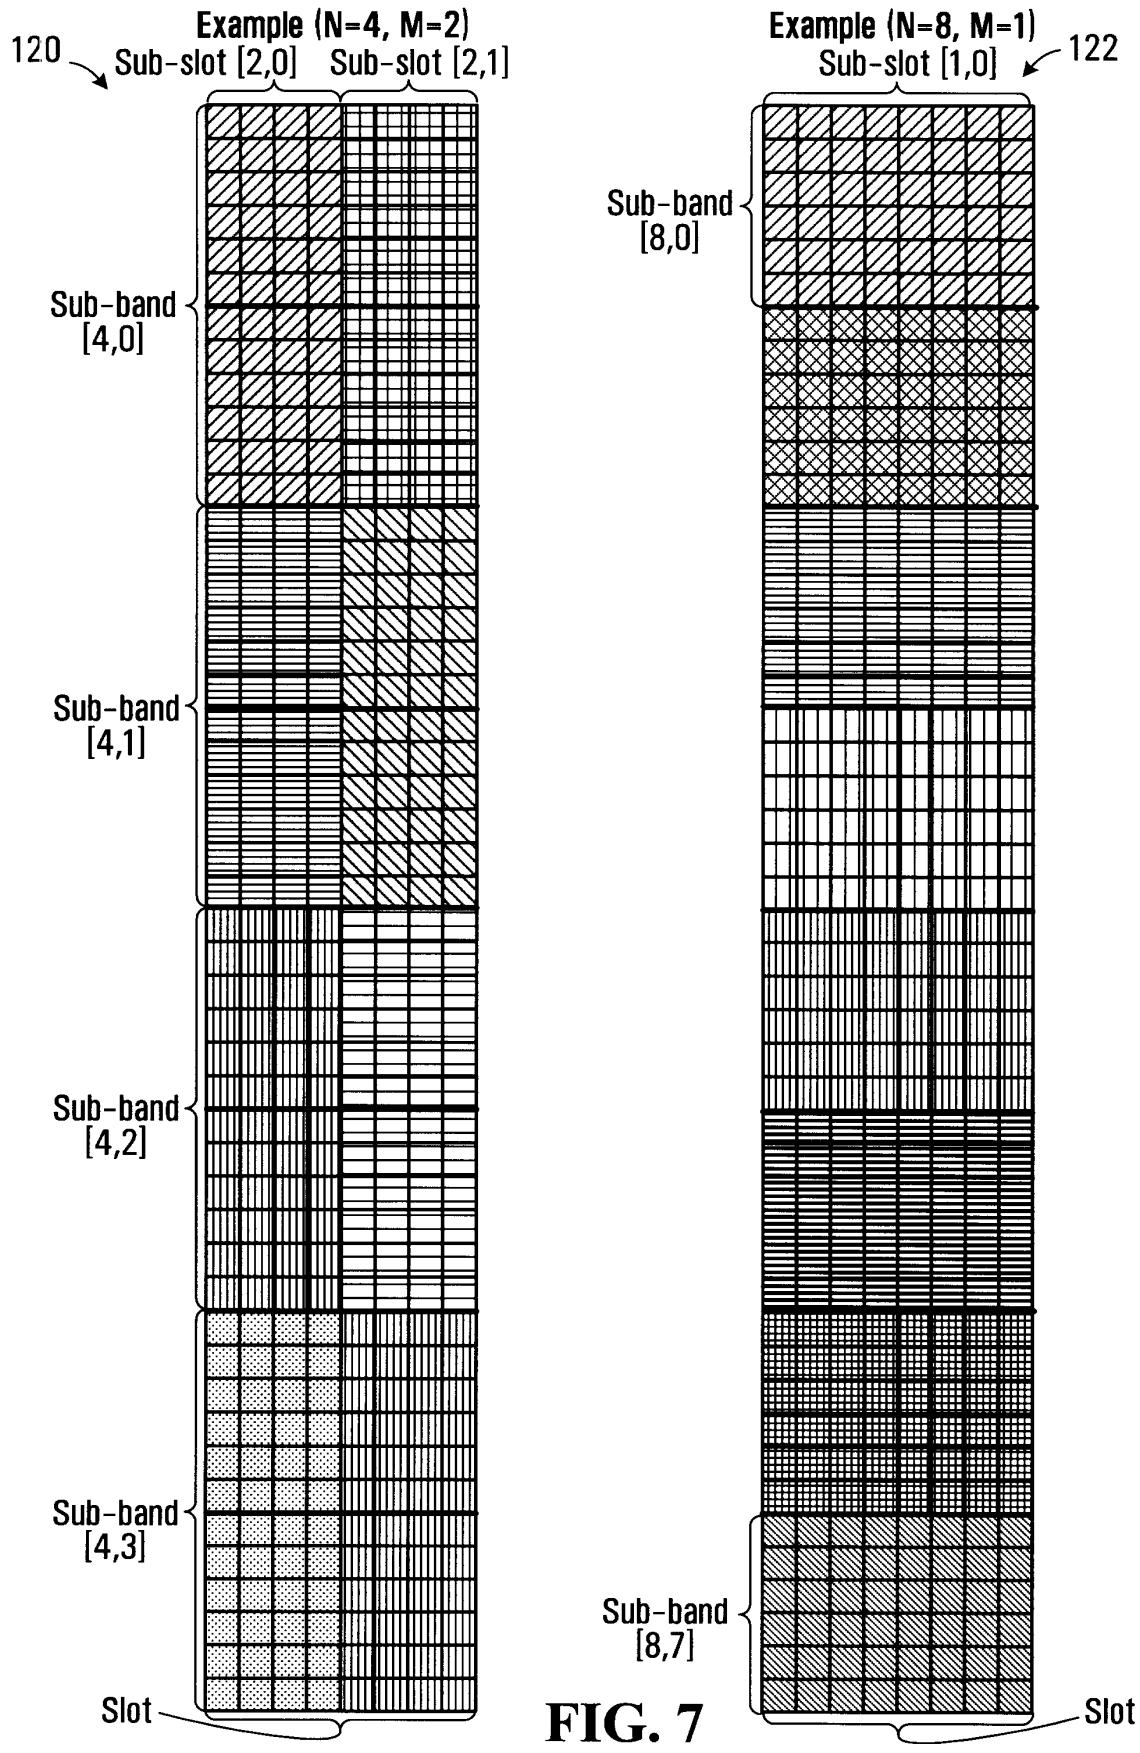 Example (N=4, M=2)
120
Sub-slot [2,0]
Sub-slot [2,1]
Sub-band
[4,0]
Sub-band
[4,1]
Sub-band
[4,2]
Sub-band
[4,3]
Slot
Example (N=8, M=1)
122
Sub-slot [1,0]
Sub-band
[8,0]
Sub-band
[8,7]
Slot
FIG. 7